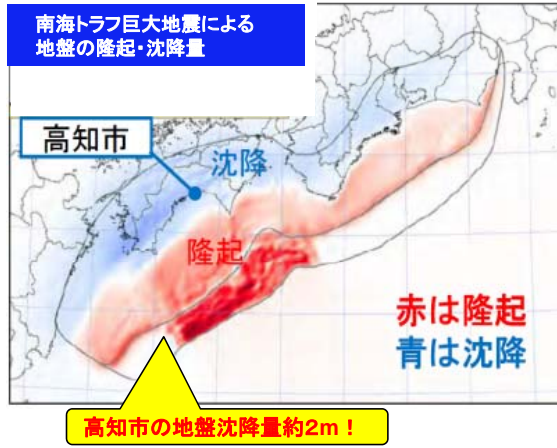 南海トラフ巨大地震による
地盤の隆起・沈降量
高知市
沈降
隆起
赤は隆起
青は沈降
高知市の地盤沈降量約2m！